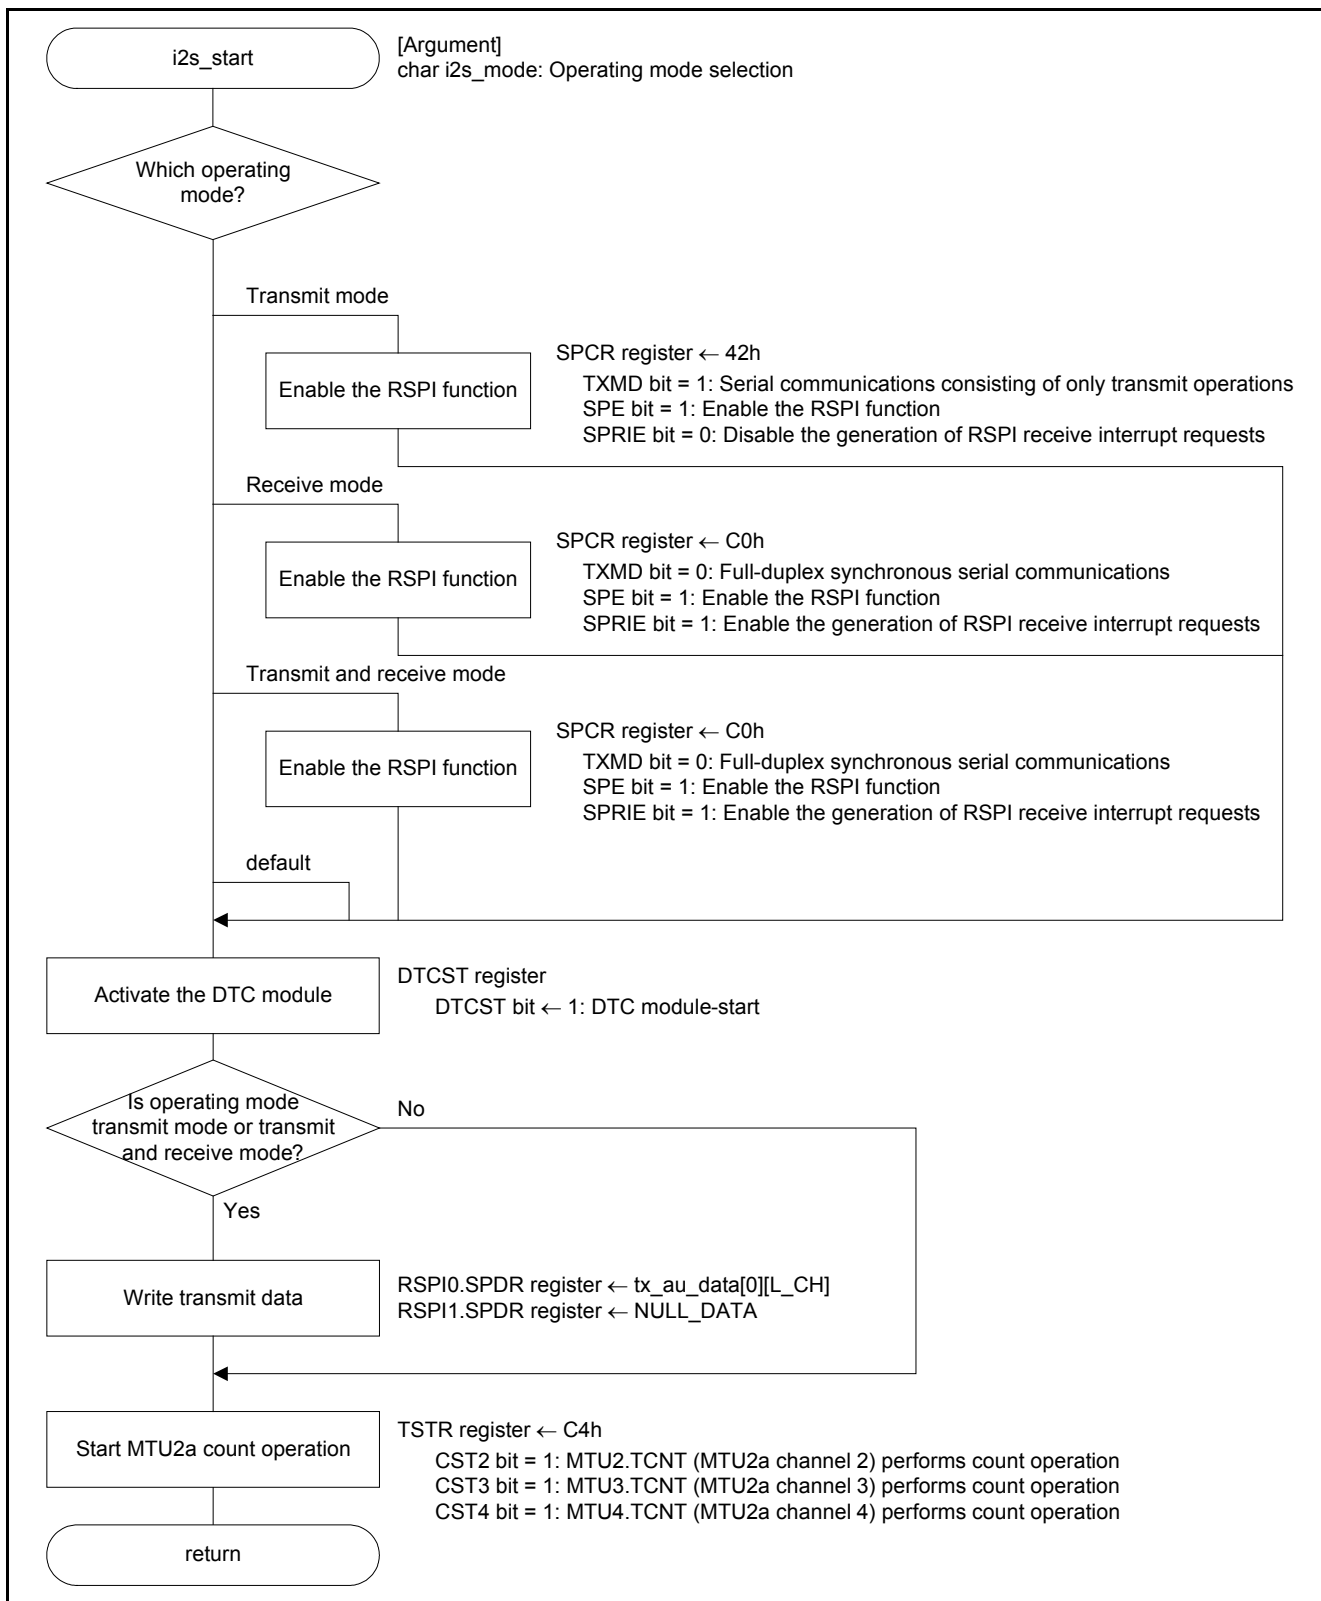 i2s_start
[Argument]
char i2s_mode: Operating mode selection
Which operating
mode?
Transmit mode
Enable the RSPI function
SPCR register ← 42h
TXMD bit = 1: Serial communications consisting of only transmit operations
SPE bit = 1: Enable the RSPI function
SPRIE bit = 0: Disable the generation of RSPI receive interrupt requests
Receive mode
Enable the RSPI function
SPCR register ← C0h
TXMD bit = 0: Full-duplex synchronous serial communications
SPE bit = 1: Enable the RSPI function
SPRIE bit = 1: Enable the generation of RSPI receive interrupt requests
Transmit and receive mode
Enable the RSPI function
SPCR register ← C0h
TXMD bit = 0: Full-duplex synchronous serial communications
SPE bit = 1: Enable the RSPI function
SPRIE bit = 1: Enable the generation of RSPI receive interrupt requests
default
Activate the DTC module
DTCST register
DTCST bit ← 1: DTC module-start
Is operating mode
transmit mode or transmit
and receive mode?
No
Yes
Write transmit data
RSPI0.SPDR register ← tx_au_data[0][L_CH]
RSPI1.SPDR register ← NULL_DATA
Start MTU2a count operation
TSTR register ← C4h
CST2 bit = 1: MTU2.TCNT (MTU2a channel 2) performs count operation
CST3 bit = 1: MTU3.TCNT (MTU2a channel 3) performs count operation
CST4 bit = 1: MTU4.TCNT (MTU2a channel 4) performs count operation
return